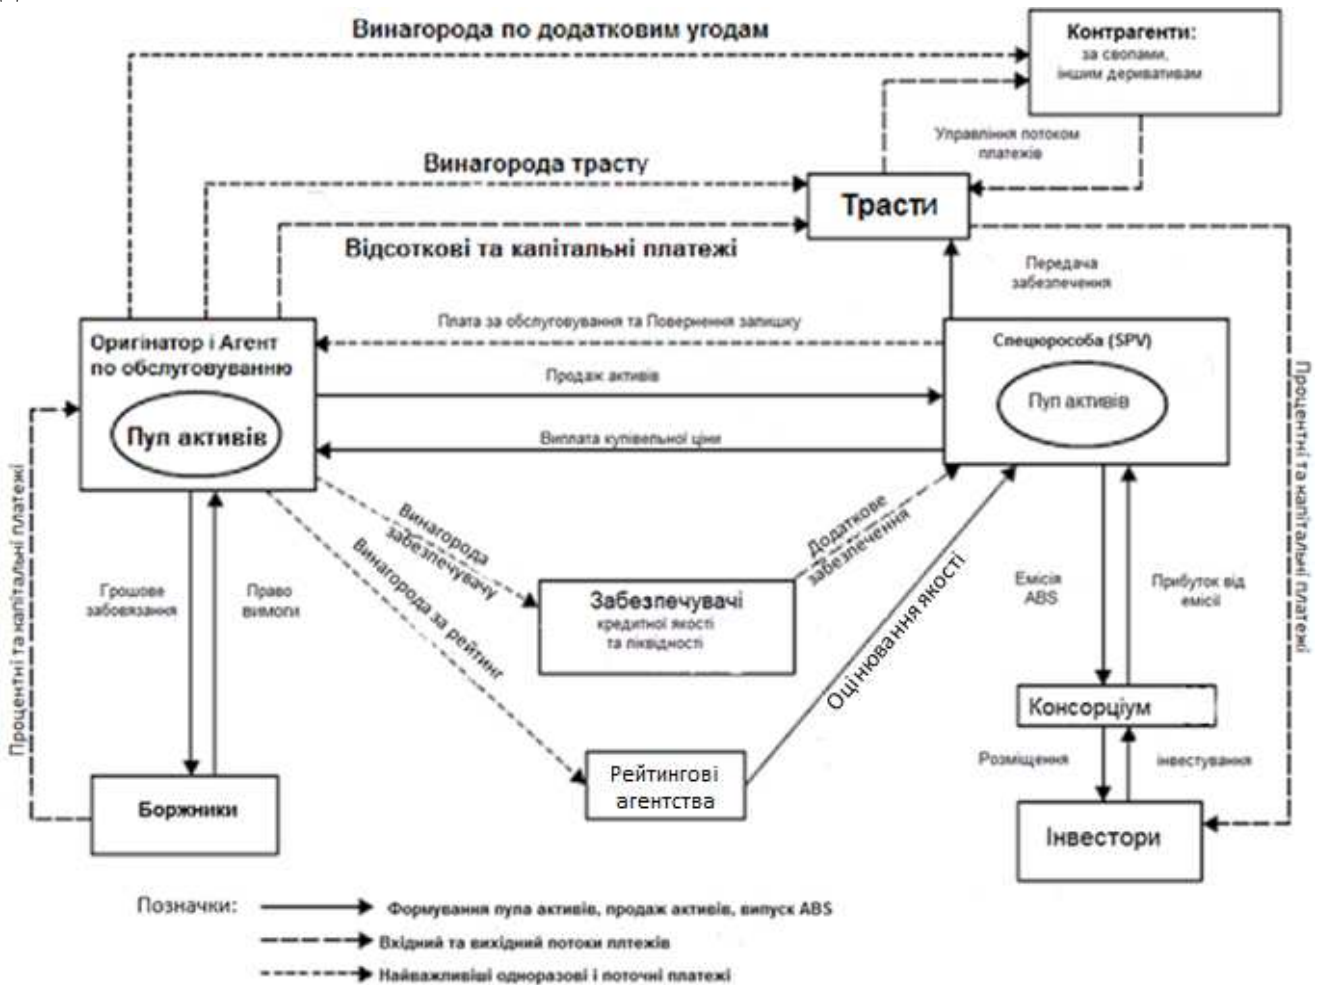 Винагорода по додатковим угодам
Контрагенти:
за свопами,
іншим деривативам
Управління потоком
платежів
Винагорода трасту
Трасти
Відсоткові та капітальні платежі
Передача
забезпечення
Плата за обслуговування та Повернення залишку
Оригінатор і Агент
по обслуговуванню
Пул активів
Спецюрособа (SPV)
Пул активів
Продаж активів
Виплата купівельної ціни
Процентні та капітальні платежі
Процентні та капітальні платежі
Винагорода
забезпечувачу
Винагорода за рейтинг
Додаткове
забезпечення
Оцінювання якості
Грошове
забовязання
Право
вимоги
Забезпечувачі
кредитної якості
та ліквідності
Емісія
ABS
Прибуток від
емісії
Консорціум
Розміщення
інвестування
Рейтингові
агентства
Боржники
Інвестори
Позначки:
Формування пула активів, продаж активів, випуск ABS
Вхідний та вихідний потоки плтежів
Найважливіші одноразові і поточні платежі